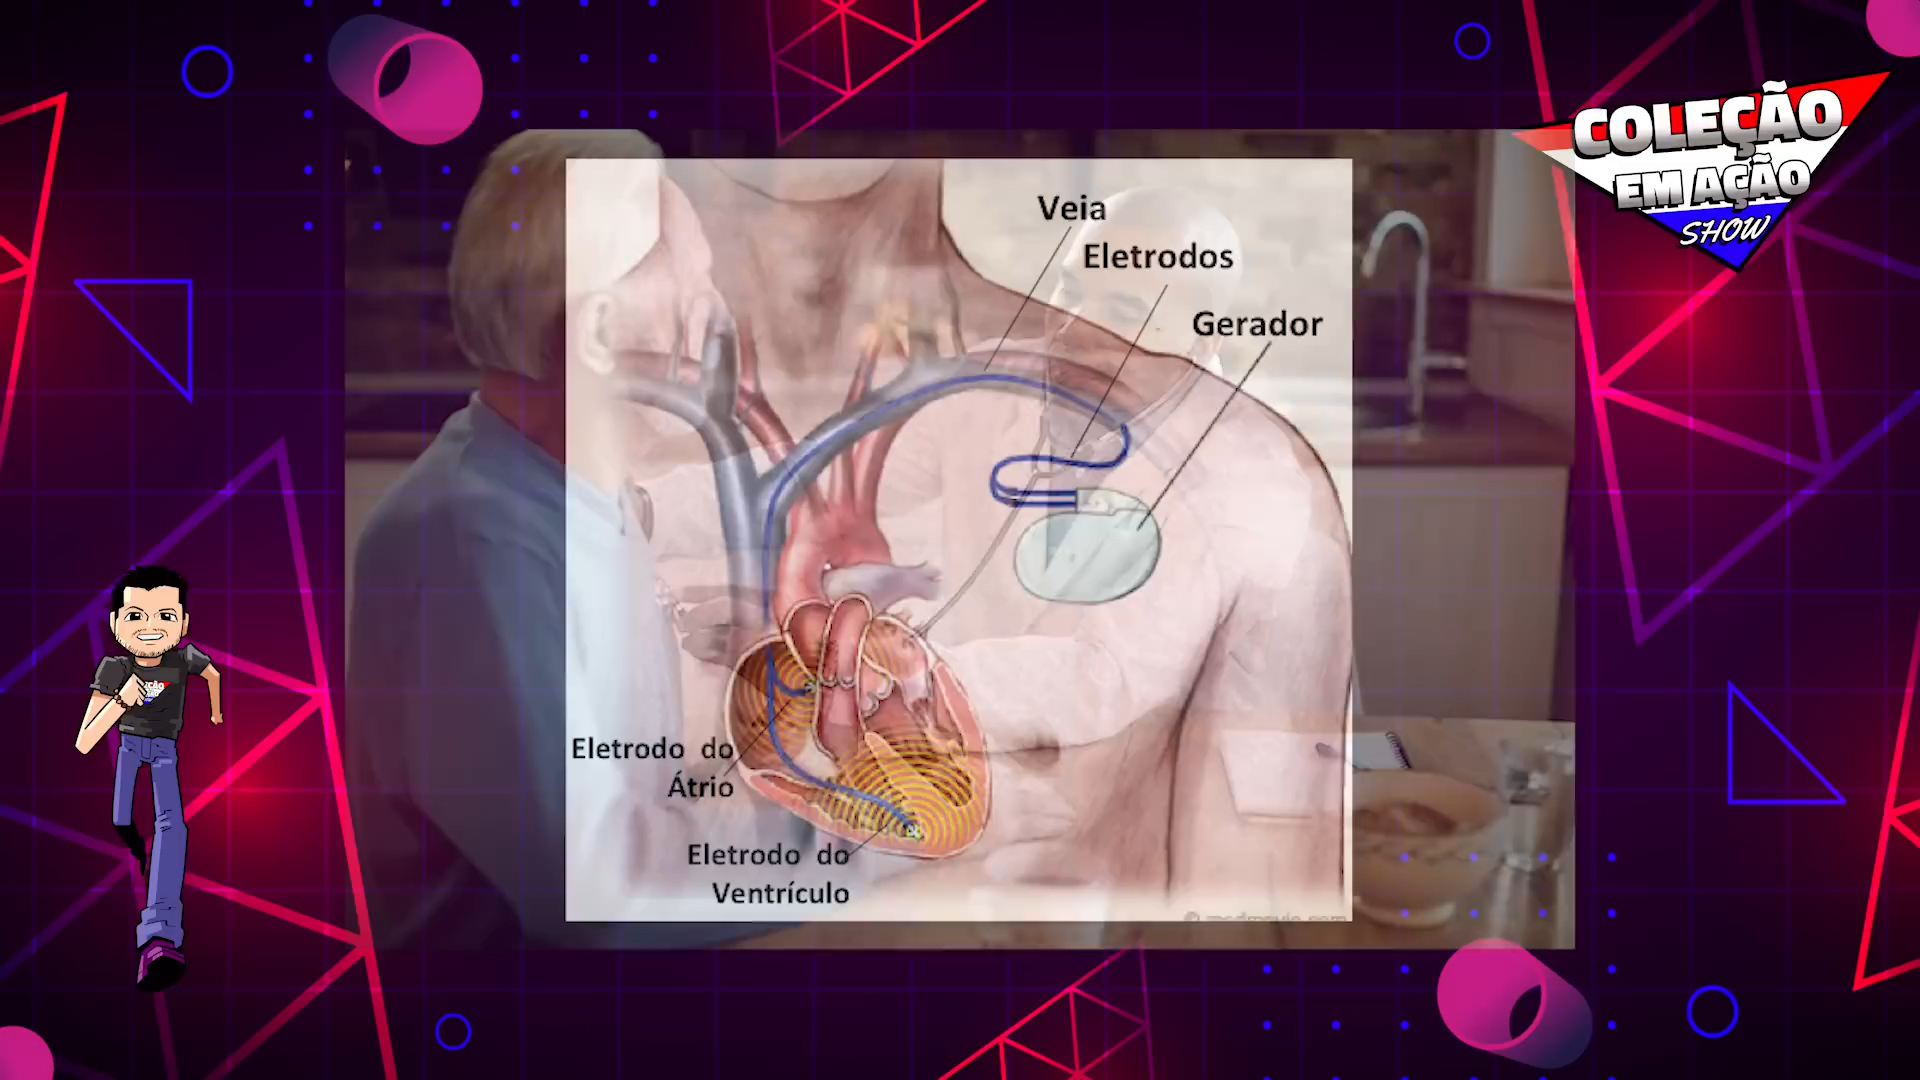 COLEÇÃO
EM AÇÃO
SHOW
Veia
Eletrodos
Gerador
Eletrodo do
Átrio
Eletrodo do
Ventrículo